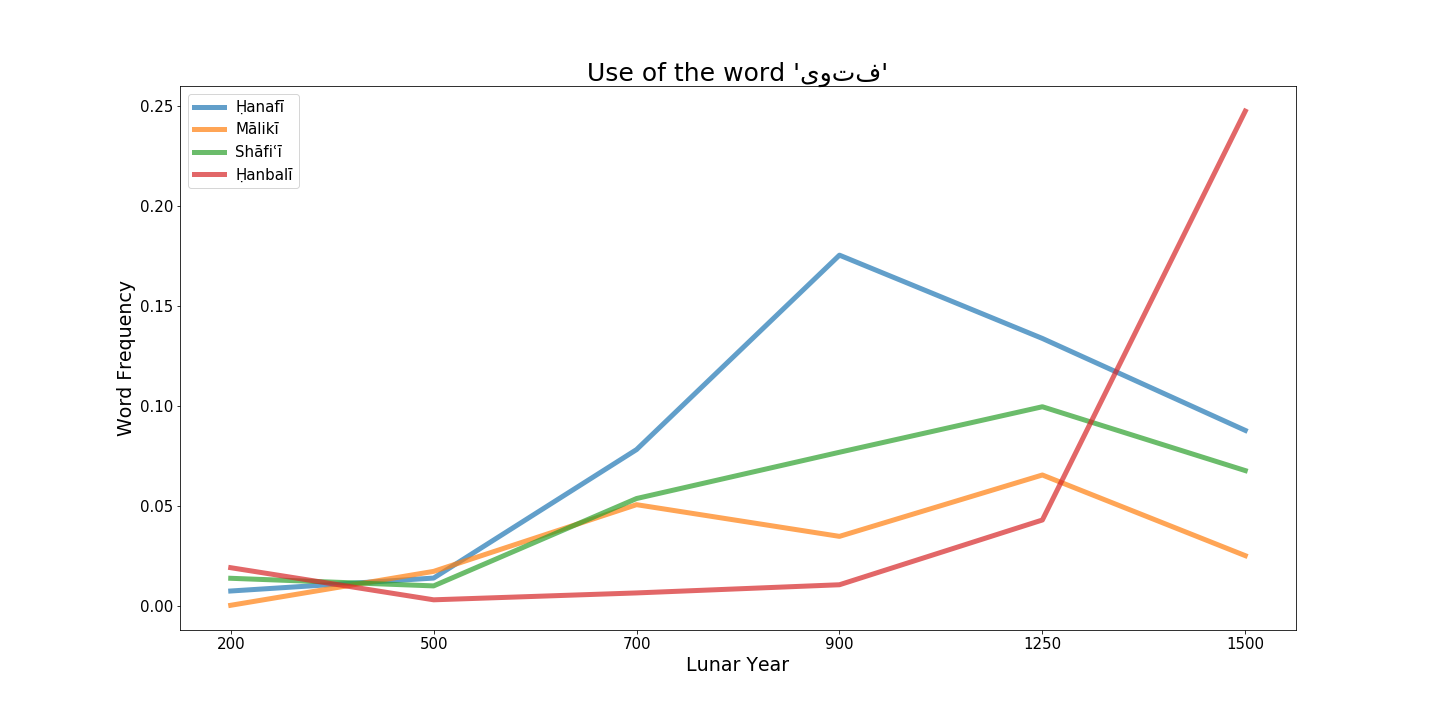 Use of the word 'فتوى'
Ḥanafī
Mālikī
Shāfiʿī
Ḥanbalī
0.25
0.20
0.15
0.10
0.05
0.00
Word Frequency
200 500 700 900 1250 1500
Lunar Year